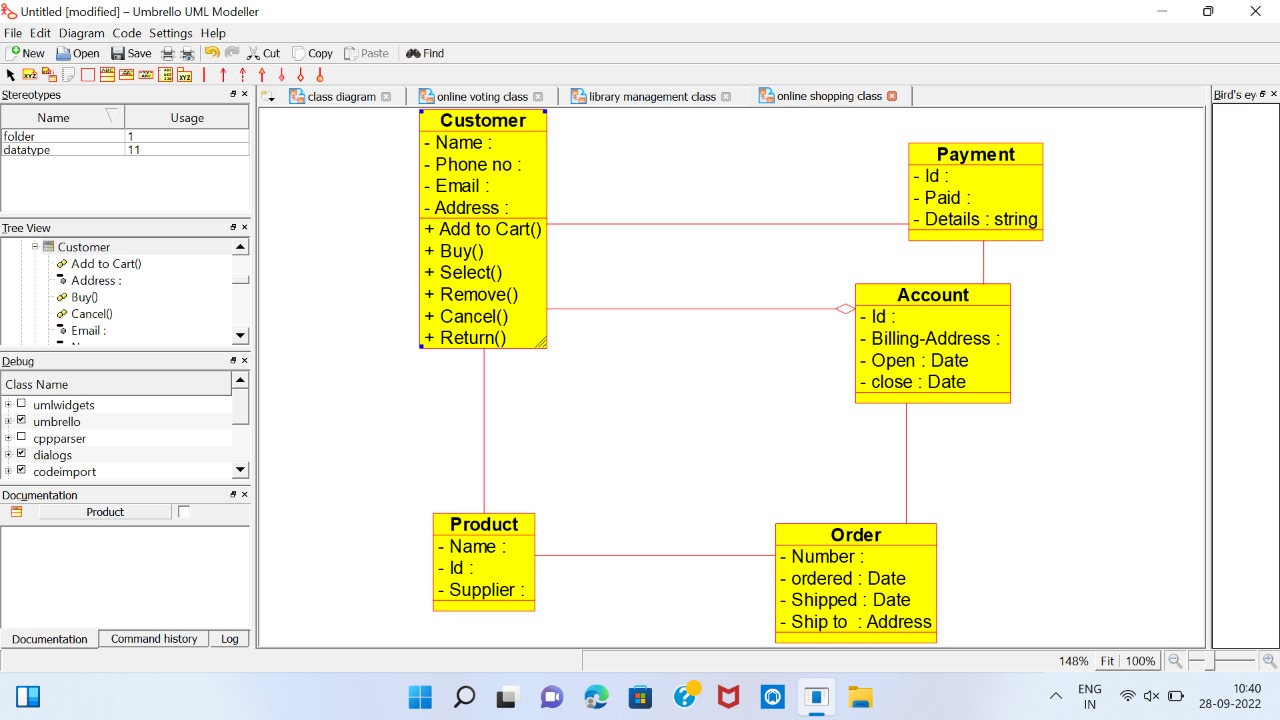 Untitled [modified] – Umbrello UML Modeller
File Edit Diagram Code Settings Help
New Open Save Cut Copy Paste Find
Stereotypes
Name Usage
folder 1
datatype 11
Tree View
Customer
Add to Cart()
Address :
Buy()
Cancel()
Email :
Debug
Class Name
umlwidgets
umbrello
cppparser
dialogs
codeimport
Documentation
Product
Documentation Command history Log
class diagram online voting class library management class online shopping class
Customer
- Name :
- Phone no :
- Email :
- Address :
+ Add to Cart()
+ Buy()
+ Select()
+ Remove()
+ Cancel()
+ Return()
Payment
- Id :
- Paid :
- Details : string
Account
- Id :
- Billing-Address :
- Open : Date
- close : Date
Product
- Name :
- Id :
- Supplier :
Order
- Number :
- ordered : Date
- Shipped : Date
- Ship to : Address
Bird's ey
148% Fit 100%
ENG
IN
10:40
28-09-2022